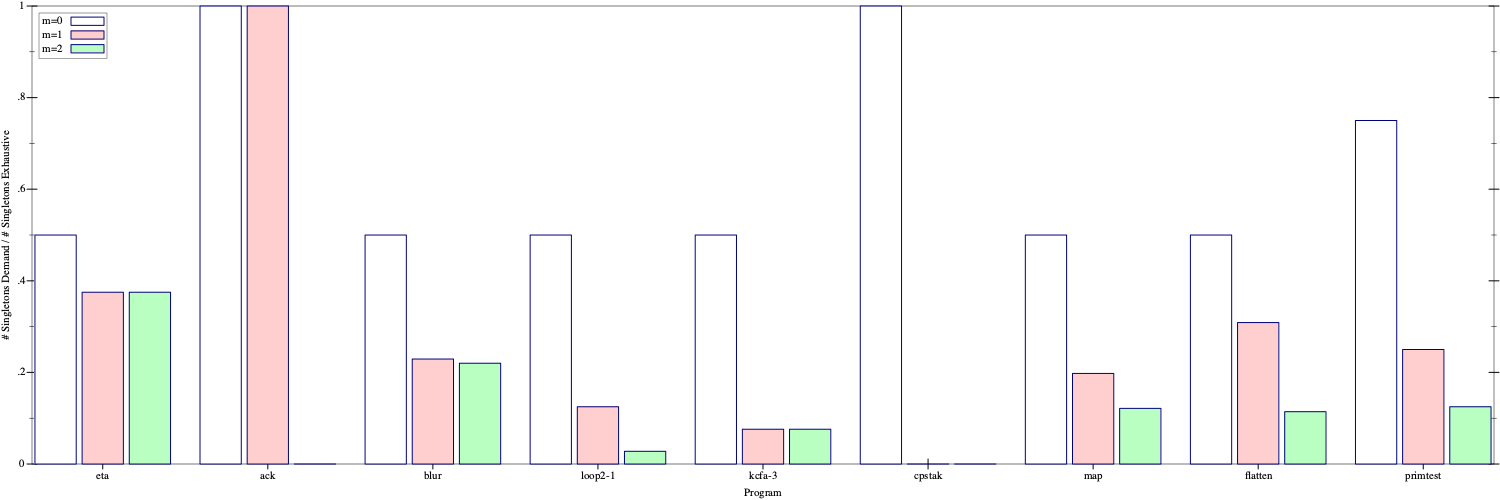 m=0
m=1
m=2
1
.8
.6
.4
.2
0
# Singletons Demand / # Singletons Exhaustive
eta ack blur loop2-1 kcfa-3 cpstak map flatten primtest
Program